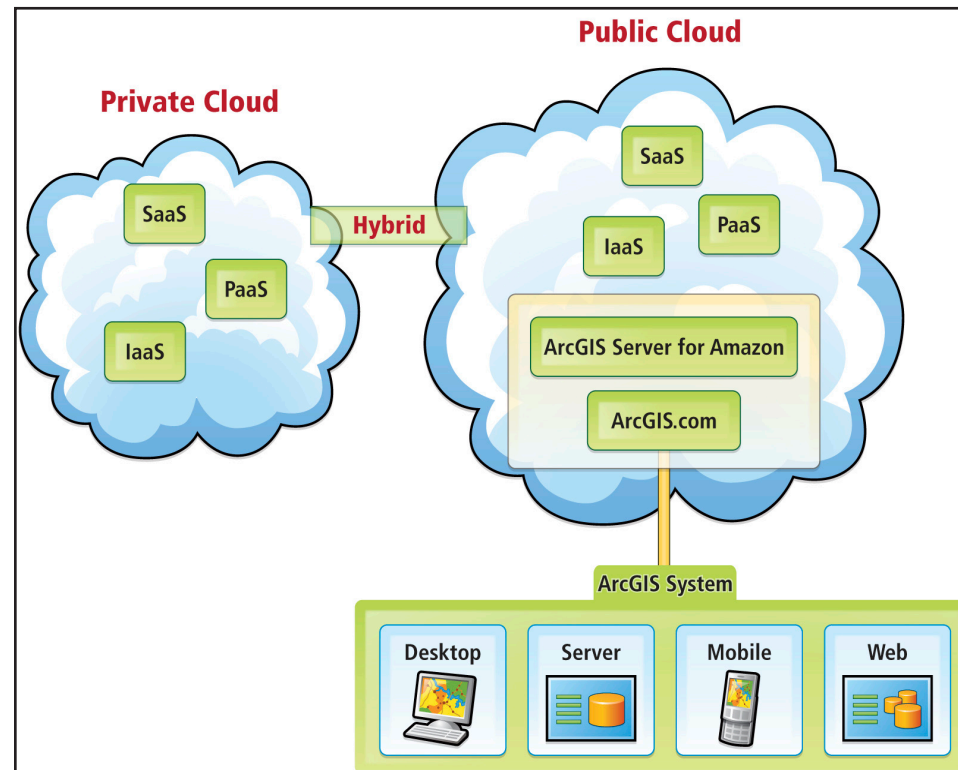 Public Cloud
Private Cloud
SaaS
SaaS
Hybrid
PaaS
IaaS
PaaS
IaaS
ArcGIS Server for Amazon
ArcGIS.com
ArcGIS System
Desktop
Server
Mobile
Web